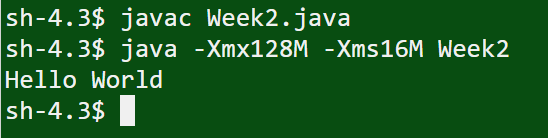 sh-4.3$ javac Week2.java
sh-4.3$ java -Xmx128M -Xms16M Week2
Hello World
sh-4.3$